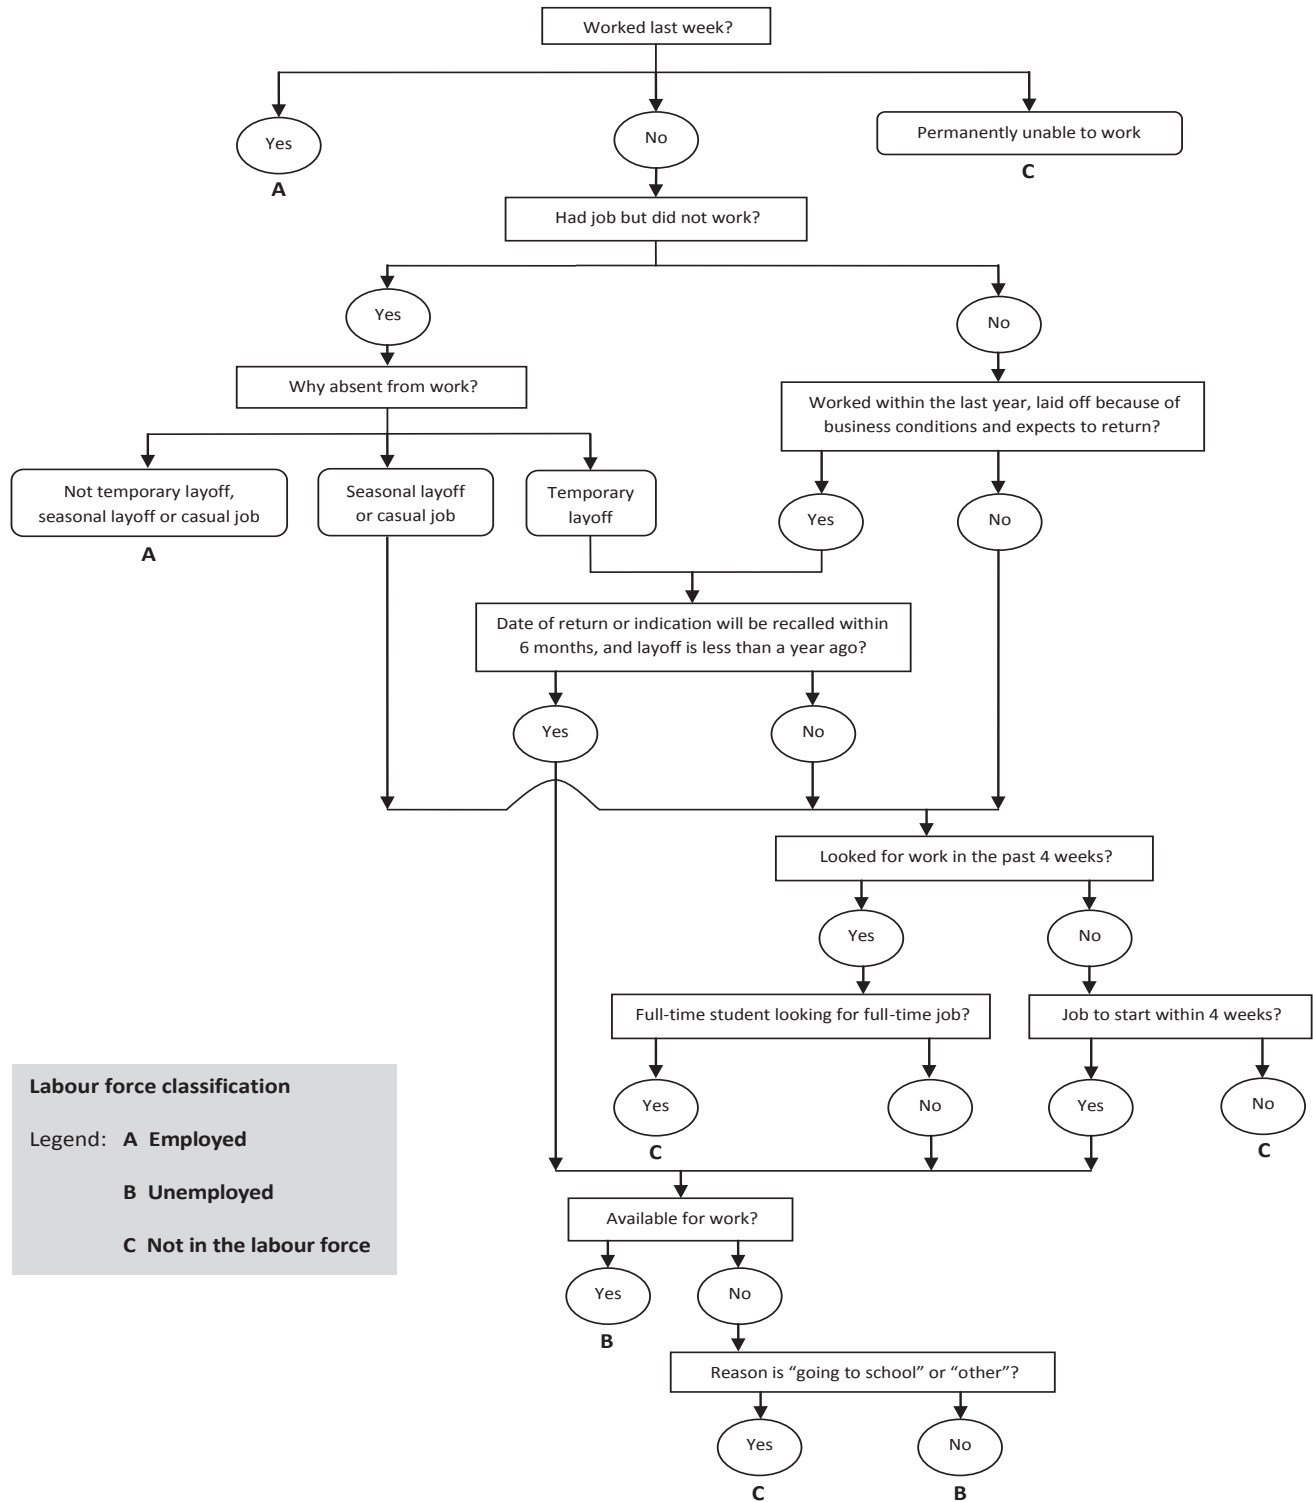 Worked last week?
Yes
A
No
Permanently unable to work
C
Had job but did not work?
Yes
No
Why absent from work?
Worked within the last year, laid off because of
business conditions and expects to return?
Not temporary layoff,
seasonal layoff or casual job
A
Seasonal layoff
or casual job
Temporary
layoff
Yes
No
Date of return or indication will be recalled within
6 months, and layoff is less than a year ago?
Yes
No
Looked for work in the past 4 weeks?
Yes
No
Full-time student looking for full-time job?
Job to start within 4 weeks?
Yes
C
No
Yes
No
C
Labour force classification
Legend: A Employed
B Unemployed
C Not in the labour force
Available for work?
Yes
B
No
Reason is “going to school” or “other”?
Yes
C
No
B